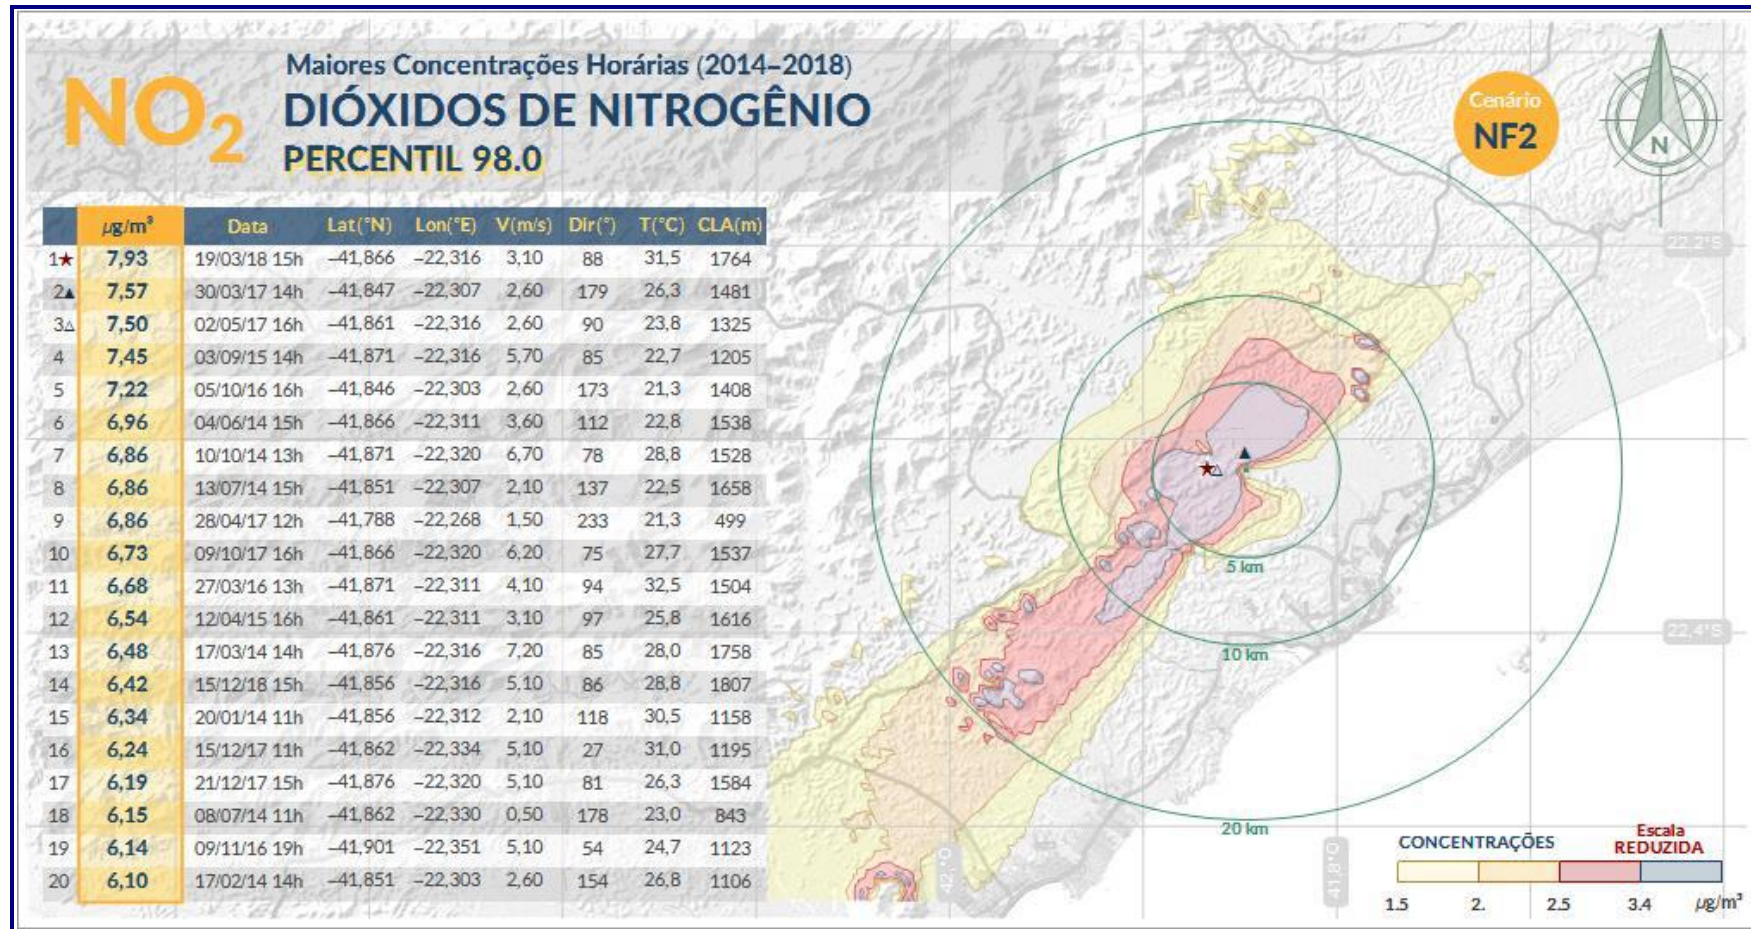 NO₂
Maiores Concentrações Horárias (2014–2018)
DIÓXIDOS DE NITROGÊNIO
PERCENTIL 98.0
Cenário
NF2
N
µg/m³ Data Lat(°N) Lon(°E) V(m/s) Dir(°) T(°C) CLA(m)
1★ 7,93 19/03/18 15h –41,866 –22,316 3,10 88 31,5 1764
2▲ 7,57 30/03/17 14h –41,847 –22,307 2,60 179 26,3 1481
3△ 7,50 02/05/17 16h –41,861 –22,316 2,60 90 23,8 1325
4 7,45 03/09/15 14h –41,871 –22,316 5,70 85 22,7 1205
5 7,22 05/10/16 16h –41,846 –22,303 2,60 173 21,3 1408
6 6,96 04/06/14 15h –41,866 –22,311 3,60 112 22,8 1538
7 6,86 10/10/14 13h –41,871 –22,320 6,70 78 28,8 1528
8 6,86 13/07/14 15h –41,851 –22,307 2,10 137 22,5 1658
9 6,86 28/04/17 12h –41,788 –22,268 1,50 233 21,3 499
10 6,73 09/10/17 16h –41,866 –22,320 6,20 75 27,7 1537
11 6,68 27/03/16 13h –41,871 –22,311 4,10 94 32,5 1504
12 6,54 12/04/15 16h –41,861 –22,311 3,10 97 25,8 1616
13 6,48 17/03/14 14h –41,876 –22,316 7,20 85 28,0 1758
14 6,42 15/12/18 15h –41,856 –22,316 5,10 86 28,8 1807
15 6,34 20/01/14 11h –41,856 –22,312 2,10 118 30,5 1158
16 6,24 15/12/17 11h –41,862 –22,334 5,10 27 31,0 1195
17 6,19 21/12/17 15h –41,876 –22,320 5,10 81 26,3 1584
18 6,15 08/07/14 11h –41,862 –22,330 0,50 178 23,0 843
19 6,14 09/11/16 19h –41,901 –22,351 5,10 54 24,7 1123
20 6,10 17/02/14 14h –41,851 –22,303 2,60 154 26,8 1106
22,2°S
5 km
22,4°S
10 km
20 km
42,°O
41,8°O
CONCENTRAÇÕES
Escala
REDUZIDA
1.5 2. 2.5 3.4 µg/m³